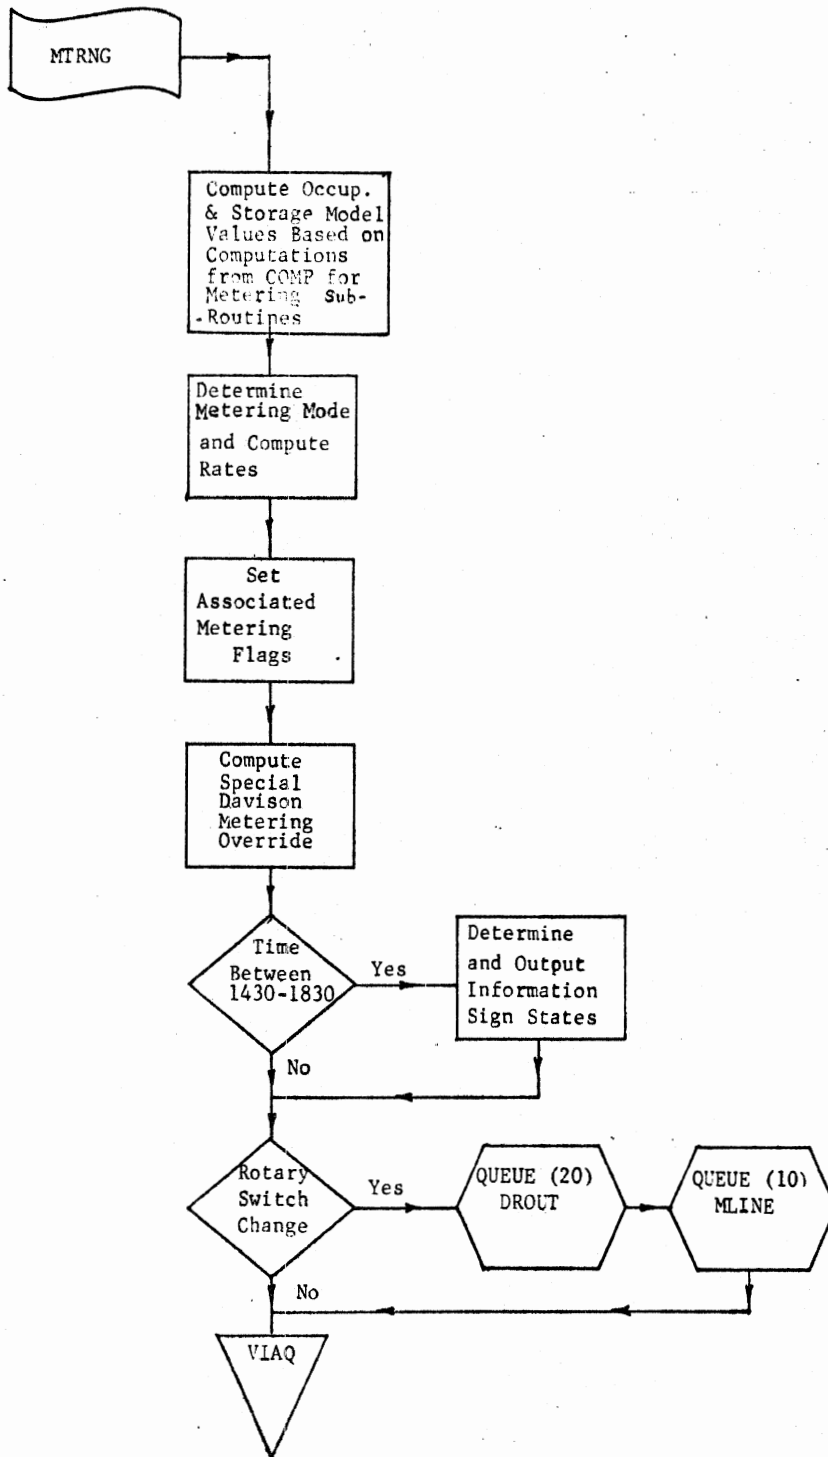 MTRNG
Compute Occup.
& Storage Model
Values Based on
Computations
from COMP for
Metering Sub-
Routines
Determine
Metering Mode
and Compute
Rates
Set
Associated
Metering
Flags
Compute
Special
Davison
Metering
Override
Time
Between
1430-1830
Yes
Determine
and Output
Information
Sign States
No
Rotary
Switch
Change
Yes
QUEUE (20)
DROUT
QUEUE (10)
MLINE
No
VIAQ